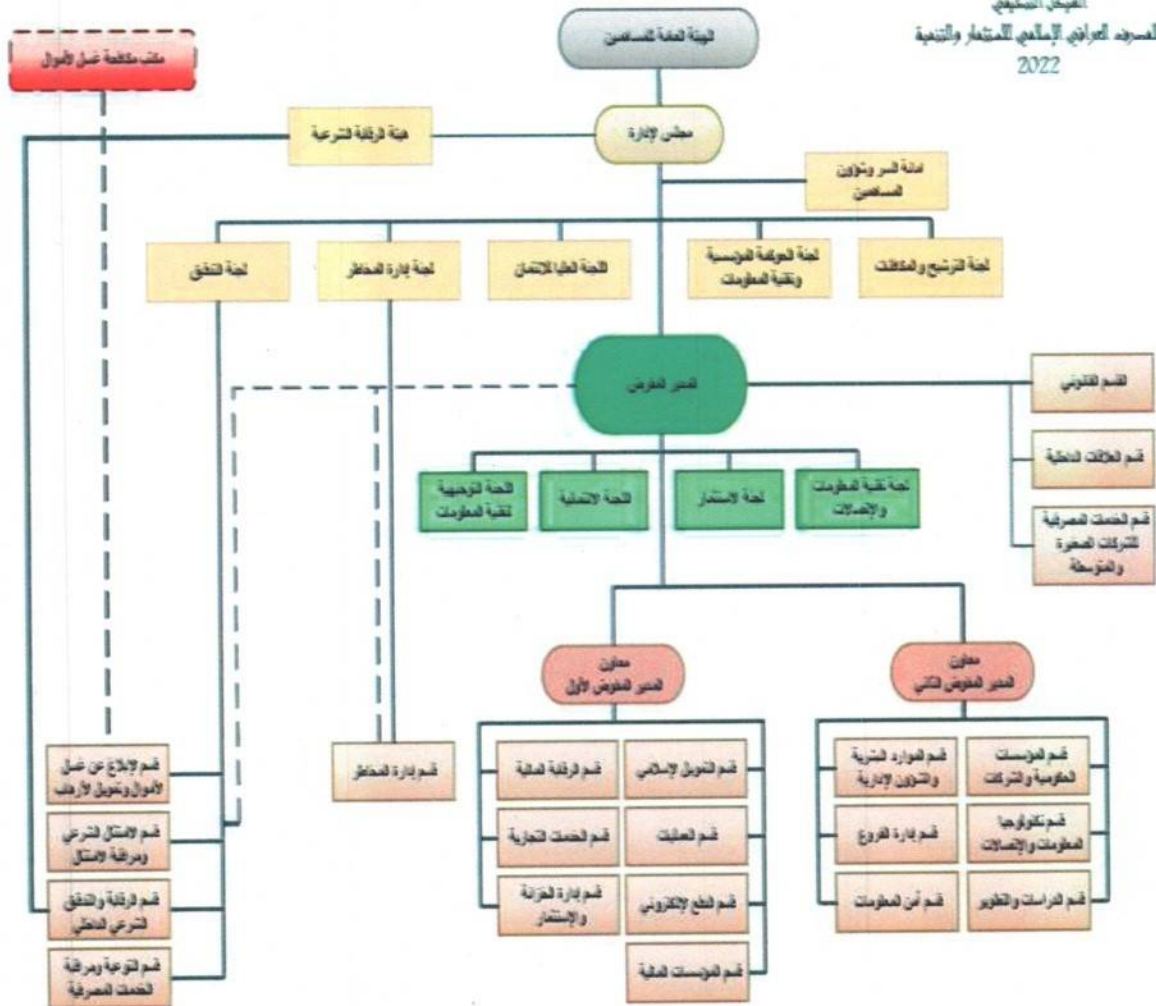 الهيكل التنظيمي
المصرف العراقي الإسلامي للاستثمار والتنمية
2022
الهيئة العامة للمساهمين
مكتب مكافحة غسل الأموال
مجلس الإدارة
هيئة الرقابة الشرعية
امانة السر وشؤون
المساهمين
لجنة الترشيح والمكافئات
لجنة الحوكمة المؤسسية
وتقنية المعلومات
اللجنة العليا للائتمان
لجنة إدارة المخاطر
لجنة التدقيق
المدير المفوض
القسم القانوني
قسم العلاقات الداخلية
قسم الخدمات المصرفية
للشركات الصغيرة
والمتوسطة
لجنة تقنية المعلومات
والإتصالات
لجنة الاستثمار
اللجنة الائتمانية
اللجنة التوجيهية
لتقنية المعلومات
معاون
المدير المفوض الثاني
معاون
المدير المفوض الأول
قسم المؤسسات
الحكومية والشركات
قسم الموارد البشرية
والشؤون الإدارية
قسم تكنولوجيا
المعلومات والإتصالات
قسم إدارة الفروع
قسم الدراسات والتطوير
قسم أمن المعلومات
قسم التمويل الإسلامي
قسم الرقابة المالية
قسم العمليات
قسم الخدمات التجارية
قسم الدفع الإلكتروني
قسم إدارة الخزانة
والإستثمار
قسم المؤسسات المالية
قسم إدارة المخاطر
قسم الإبلاغ عن غسل
الأموال وتمويل الأرهاب
قسم الامتثال الشرعي
ومراقبة الامتثال
قسم الرقابة والتدقيق
الشرعي الداخلي
قسم التوعية ومراقبة
الخدمات المصرفية